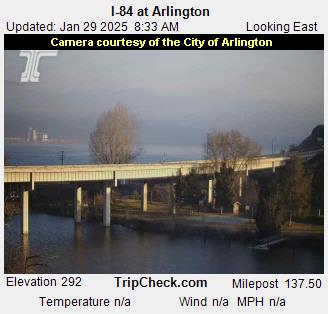 I-84 at Arlington
Updated: Jan 29 2025 8:33 AM Looking East
Camera courtesy of the City of Arlington
Elevation 292 TripCheck.com Milepost 137.50
Temperature n/a Wind n/a MPH n/a